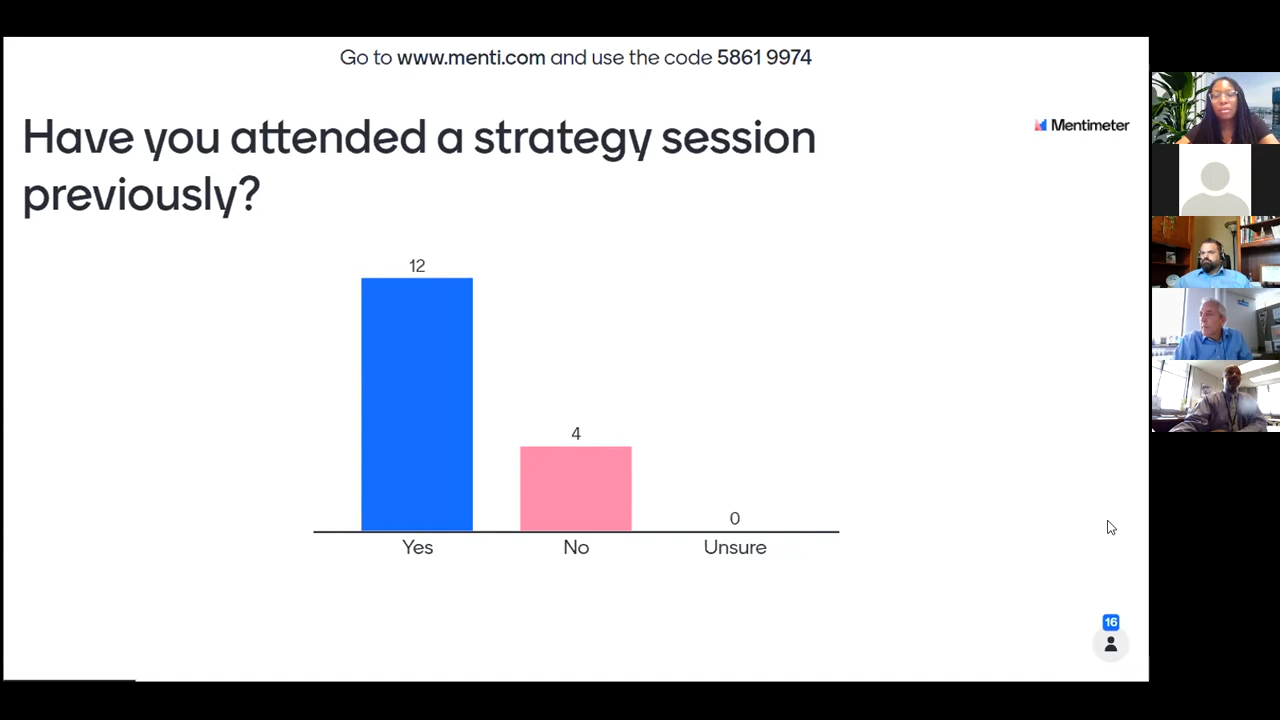 Go to www.menti.com and use the code 5861 9974
Have you attended a strategy session
previously?
Mentimeter
12
4
0
Yes
No
Unsure
16